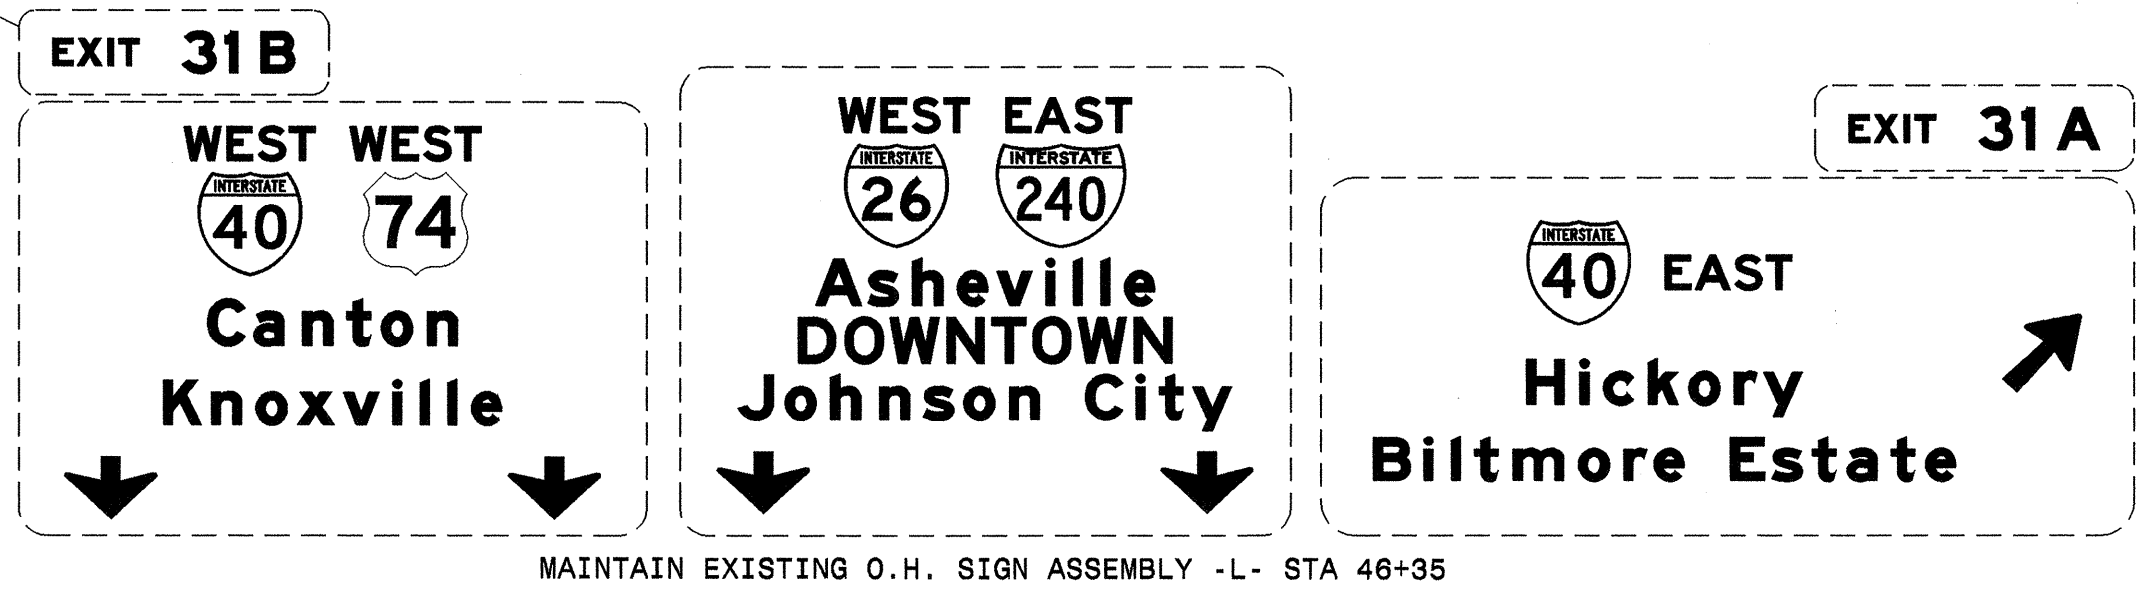 EXIT 31B
WEST WEST
INTERSTATE
40 74
Canton
Knoxville
WEST EAST
INTERSTATE INTERSTATE
26 240
Asheville
DOWNTOWN
Johnson City
EXIT 31A
INTERSTATE
40 EAST
Hickory
Biltmore Estate
MAINTAIN EXISTING O.H. SIGN ASSEMBLY -L- STA 46+35